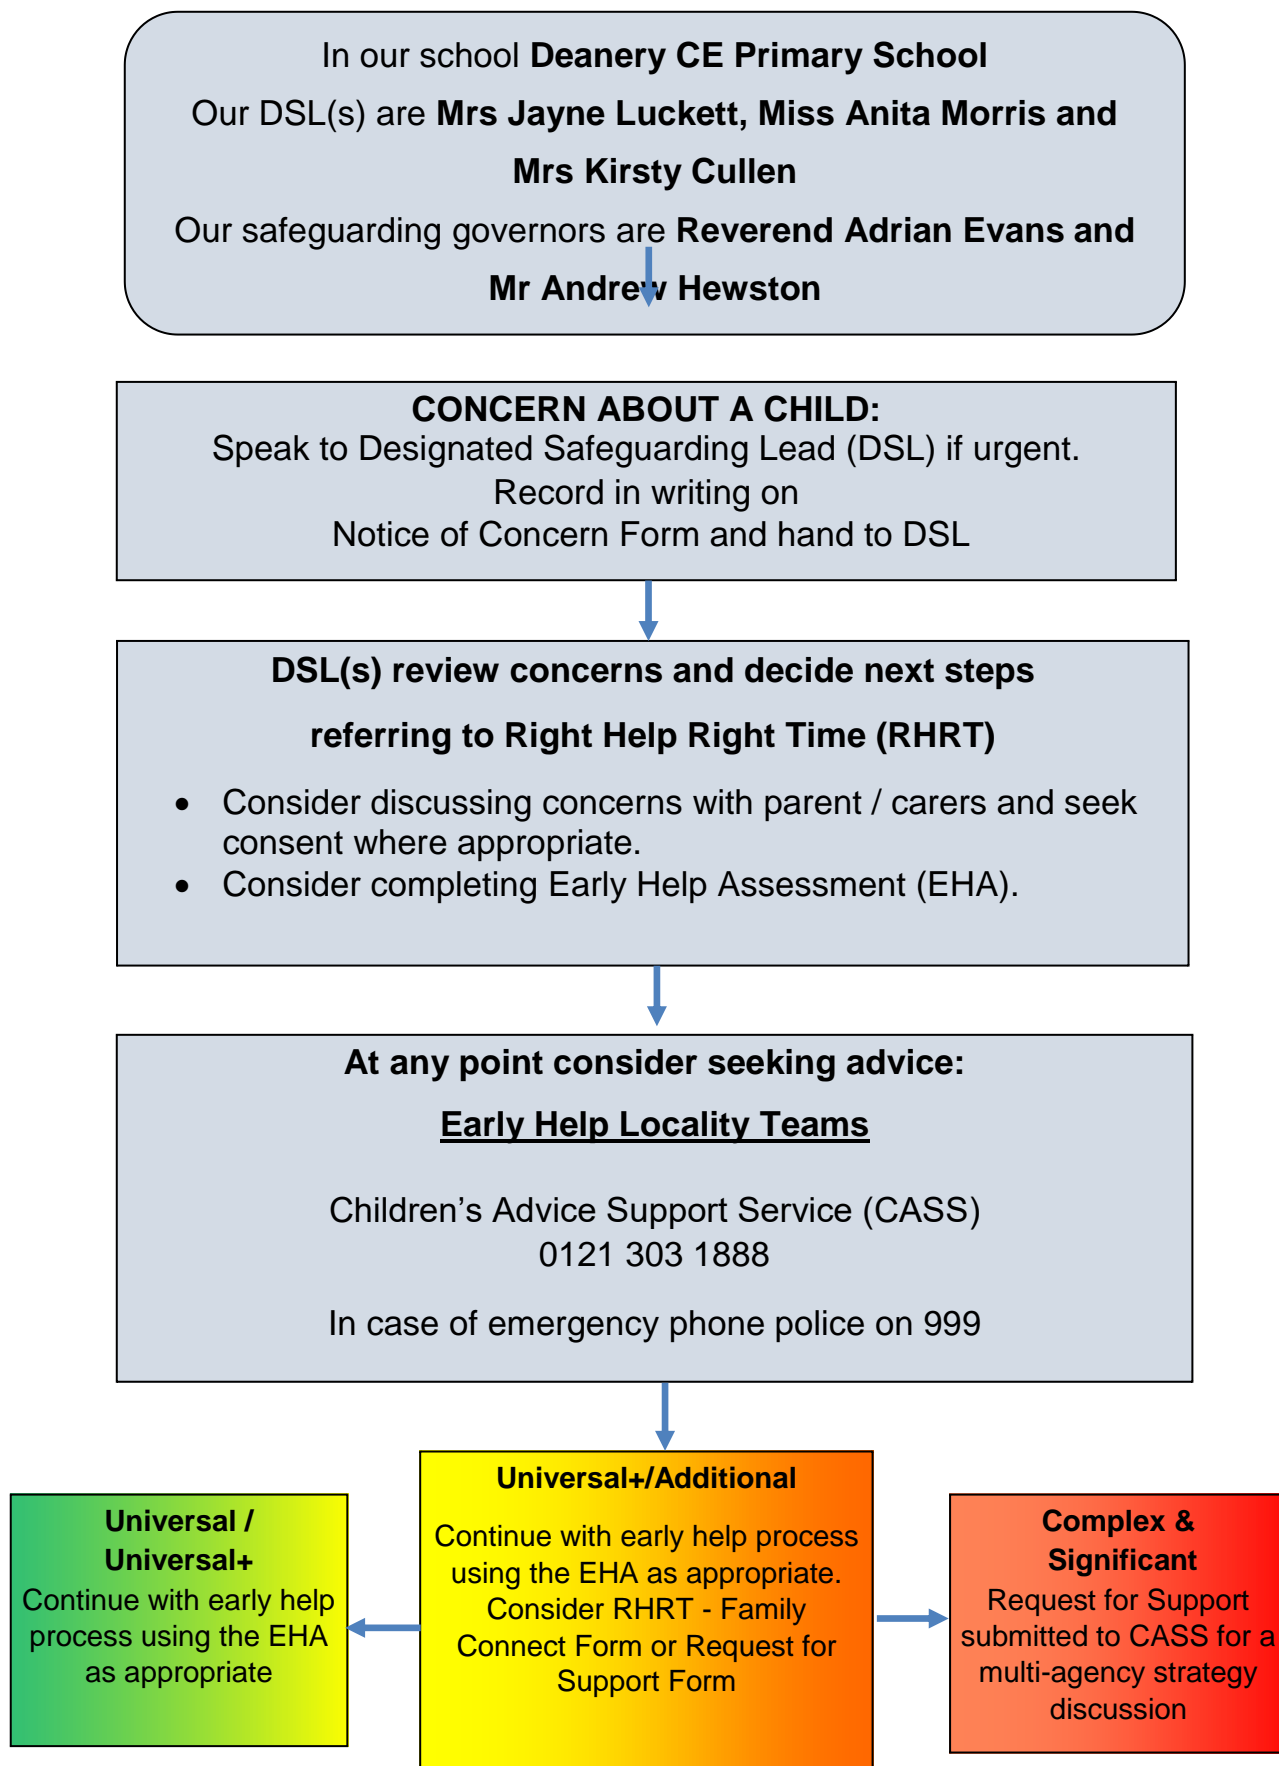 In our school Deanery CE Primary School
Our DSL(s) are Mrs Jayne Luckett, Miss Anita Morris and
Mrs Kirsty Cullen
Our safeguarding governors are Reverend Adrian Evans and
Mr Andrew Hewston
CONCERN ABOUT A CHILD:
Speak to Designated Safeguarding Lead (DSL) if urgent.
Record in writing on
Notice of Concern Form and hand to DSL
DSL(s) review concerns and decide next steps
referring to Right Help Right Time (RHRT)
• Consider discussing concerns with parent / carers and seek
consent where appropriate.
• Consider completing Early Help Assessment (EHA).
At any point consider seeking advice:
Early Help Locality Teams
Children’s Advice Support Service (CASS)
0121 303 1888
In case of emergency phone police on 999
Universal /
Universal+
Continue with early help
process using the EHA
as appropriate
Universal+/Additional
Continue with early help process
using the EHA as appropriate.
Consider RHRT - Family
Connect Form or Request for
Support Form
Complex &
Significant
Request for Support
submitted to CASS for a
multi-agency strategy
discussion